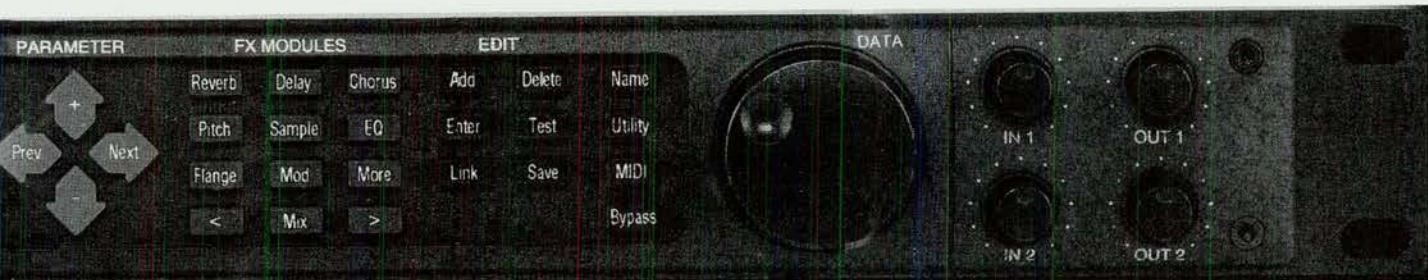 PARAMETER FX MODULES EDIT DATA
Reverb Delay Chorus Add Delete Name
+
Pitch Sample EQ Enter Test Utility
IN 1 OUT 1
Prev Next
Flange Mod More Link Save MIDI
-
< Mix > Bypass
IN 2 OUT 2